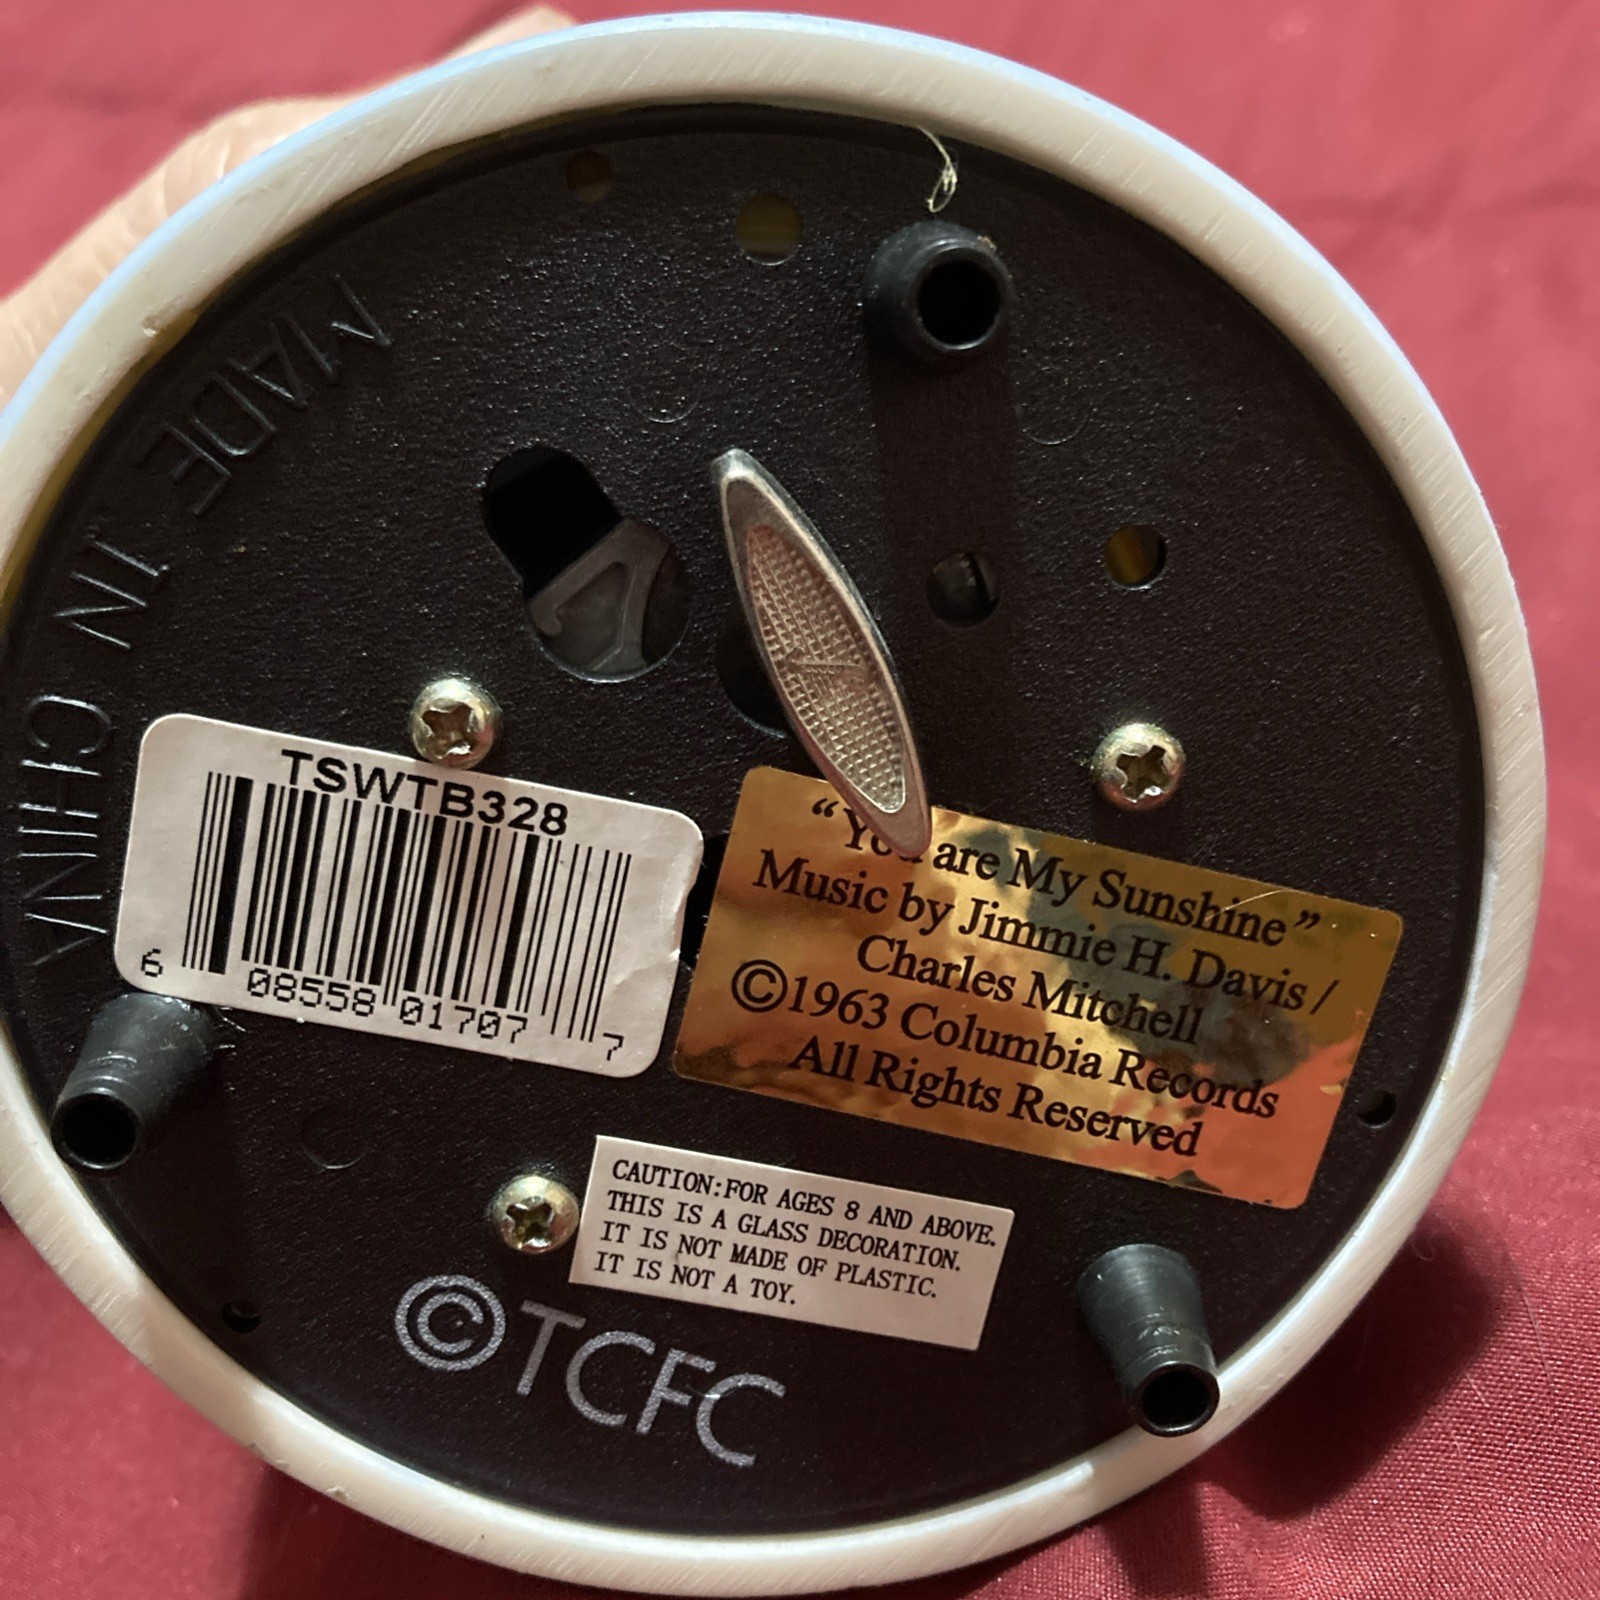 MADE IN CHINA
TSWTB328
6 08558 01707 7
“You are My Sunshine”
Music by Jimmie H. Davis /
Charles Mitchell
©1963 Columbia Records
All Rights Reserved
CAUTION:FOR AGES 8 AND ABOVE.
THIS IS A GLASS DECORATION.
IT IS NOT MADE OF PLASTIC.
IT IS NOT A TOY.
©TCFC